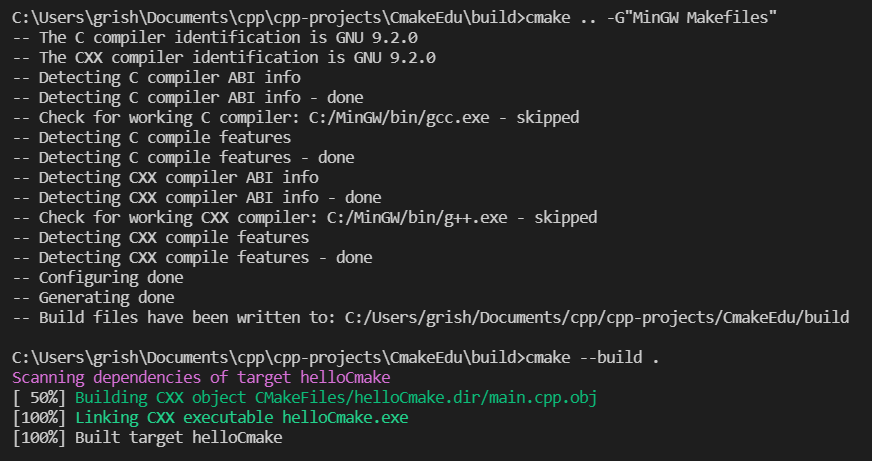 C:\Users\grish\Documents\cpp\cpp-projects\CmakeEdu\build>cmake .. -G"MinGW Makefiles"
-- The C compiler identification is GNU 9.2.0
-- The CXX compiler identification is GNU 9.2.0
-- Detecting C compiler ABI info
-- Detecting C compiler ABI info - done
-- Check for working C compiler: C:/MinGW/bin/gcc.exe - skipped
-- Detecting C compile features
-- Detecting C compile features - done
-- Detecting CXX compiler ABI info
-- Detecting CXX compiler ABI info - done
-- Check for working CXX compiler: C:/MinGW/bin/g++.exe - skipped
-- Detecting CXX compile features
-- Detecting CXX compile features - done
-- Configuring done
-- Generating done
-- Build files have been written to: C:/Users/grish/Documents/cpp/cpp-projects/CmakeEdu/build
C:\Users\grish\Documents\cpp\cpp-projects\CmakeEdu\build>cmake --build .
Scanning dependencies of target helloCmake
[ 50%] Building CXX object CMakeFiles/helloCmake.dir/main.cpp.obj
[100%] Linking CXX executable helloCmake.exe
[100%] Built target helloCmake